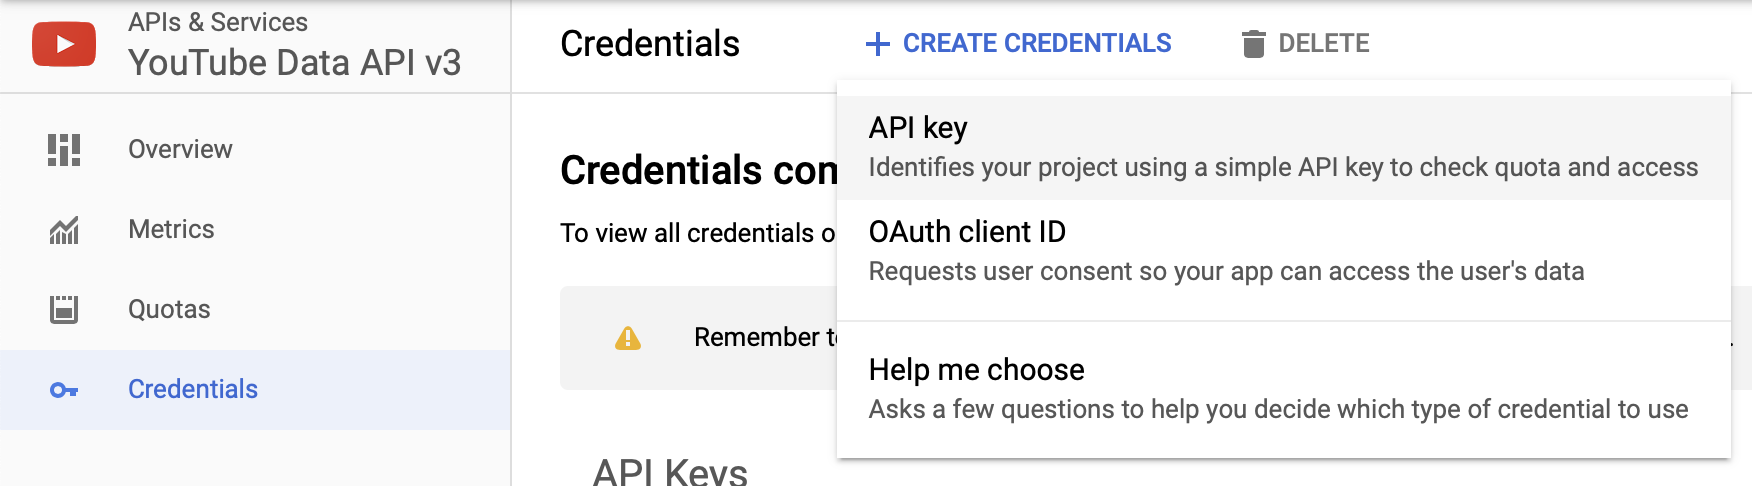 APIs & Services
YouTube Data API v3
Overview
Metrics
Quotas
Credentials
Credentials
CREATE CREDENTIALS
DELETE
Credentials com
To view all credentials o
Remember to
API Keys
API key
Identifies your project using a simple API key to check quota and access
OAuth client ID
Requests user consent so your app can access the user's data
Help me choose
Asks a few questions to help you decide which type of credential to use